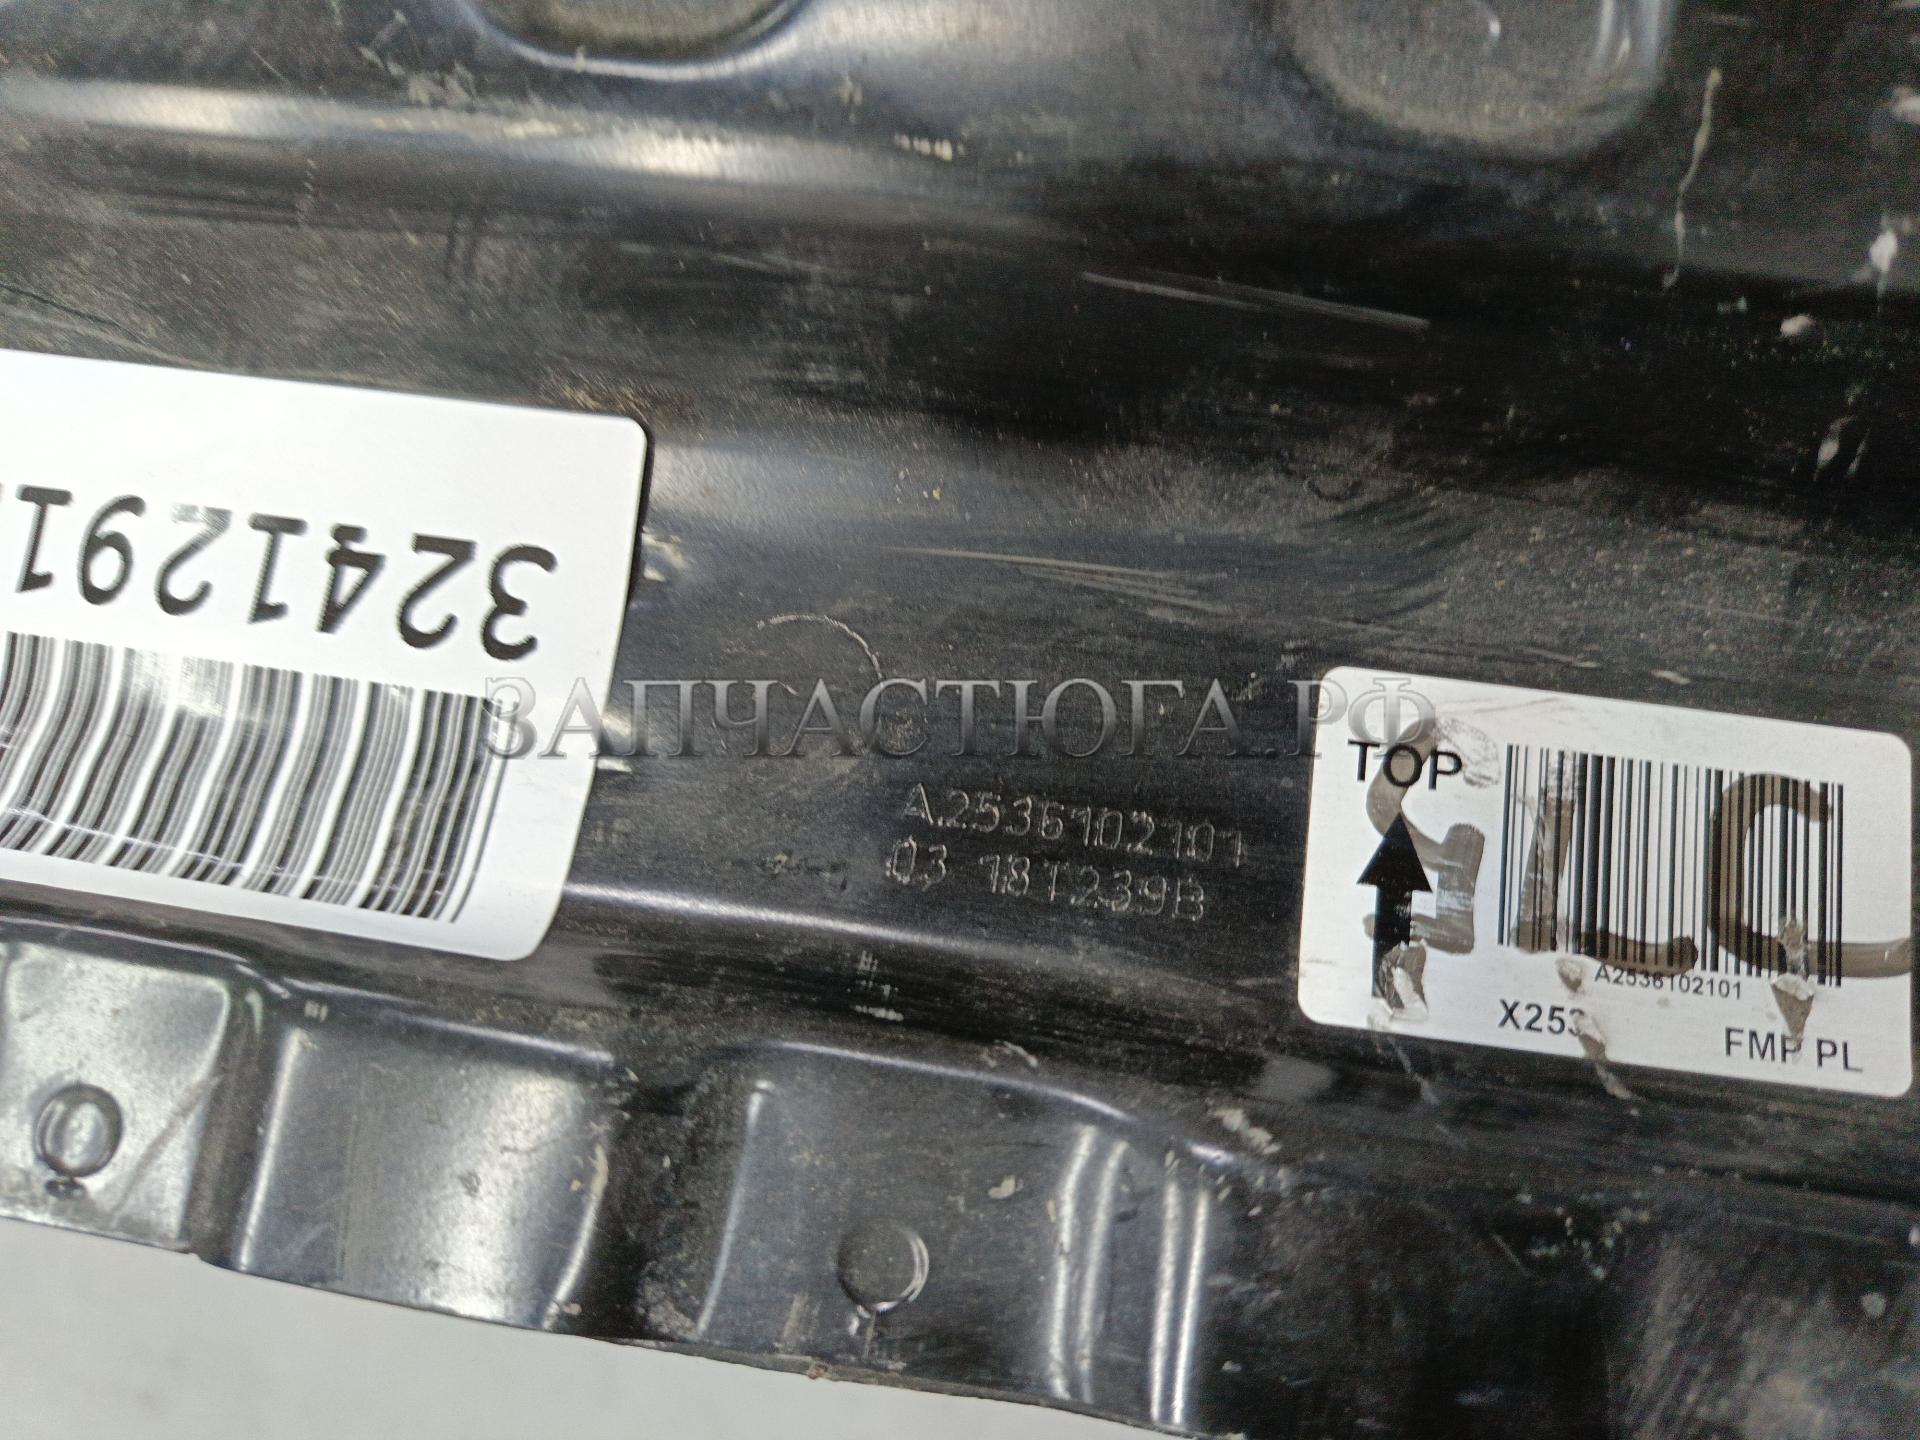 3241291
ЗАПЧАСТЮГА.РФ
A2536102101
03 18T239B
TOP
GLC
A2536102101
X253
FMP PL